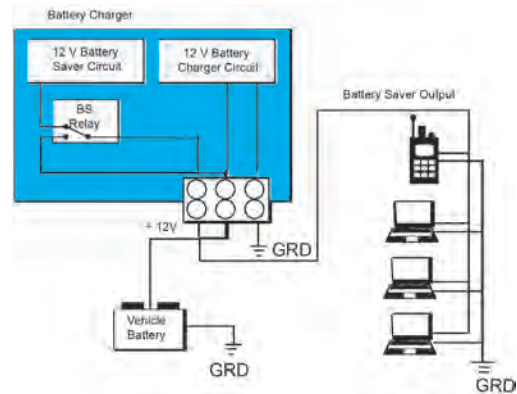 Battery Charger
12 V Battery
Saver Circuit
12 V Battery
Charger Circuit
BS
Relay
Battery Saver Output
+ 12V
GRD
Vehicle
Battery
GRD
GRD